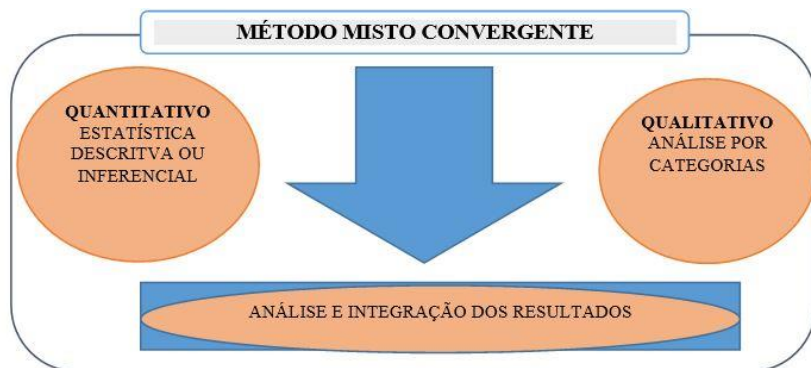 MÉTODO MISTO CONVERGENTE
QUANTITATIVO
ESTATÍSTICA
DESCRITVA OU
INFERENCIAL
QUALITATIVO
ANÁLISE POR
CATEGORIAS
ANÁLISE E INTEGRAÇÃO DOS RESULTADOS